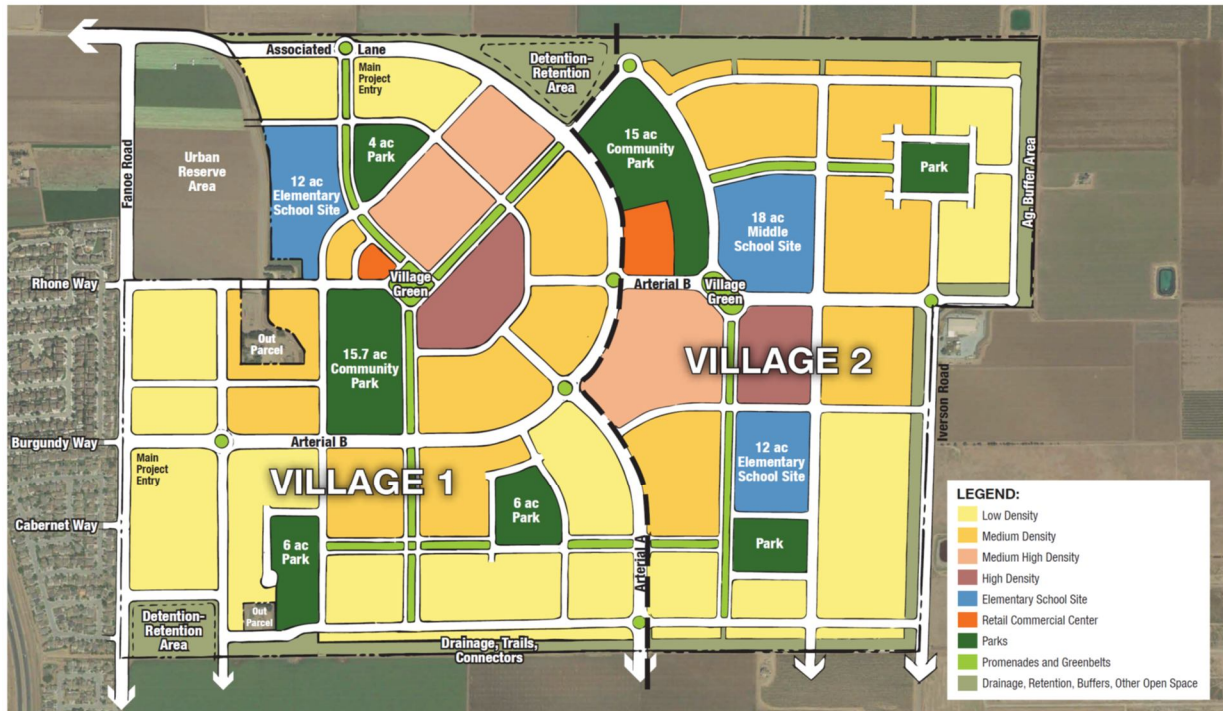 Associated Lane
Main
Project
Entry
Detention-
Retention
Area
Fanoe Road
Urban
Reserve
Area
4 ac
Park
12 ac
Elementary
School Site
15 ac
Community
Park
Park
Ag. Buffer Area
18 ac
Middle
School Site
Rhone Way
Village
Green
Arterial B
Village
Green
Out
Parcel
15.7 ac
Community
Park
VILLAGE 2
Iverson Road
Burgundy Way
Arterial B
Main
Project
Entry
VILLAGE 1
12 ac
Elementary
School Site
6 ac
Park
Cabernet Way
6 ac
Park
Park
Arterial A
Out
Parcel
Detention-
Retention
Area
Drainage, Trails,
Connectors
LEGEND:
Low Density
Medium Density
Medium High Density
High Density
Elementary School Site
Retail Commercial Center
Parks
Promenades and Greenbelts
Drainage, Retention, Buffers, Other Open Space